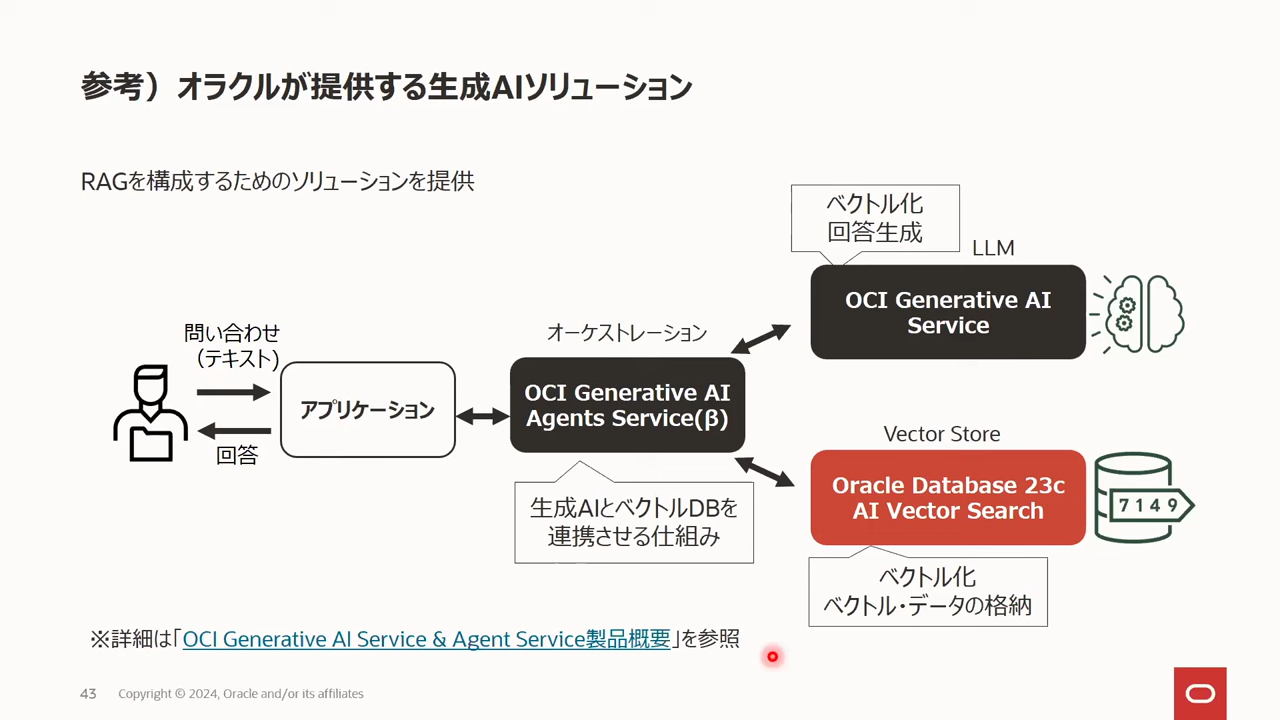 参考）オラクルが提供する生成AIソリューション
RAGを構成するためのソリューションを提供
ベクトル化
回答生成
LLM
OCI Generative AI
Service
問い合わせ
（テキスト）
回答
アプリケーション
オーケストレーション
OCI Generative AI
Agents Service(β)
生成AIとベクトルDBを
連携させる仕組み
Vector Store
Oracle Database 23c
AI Vector Search
7149
ベクトル化
ベクトル・データの格納
※詳細は「OCI Generative AI Service & Agent Service製品概要」を参照
43 Copyright © 2024, Oracle and/or its affiliates